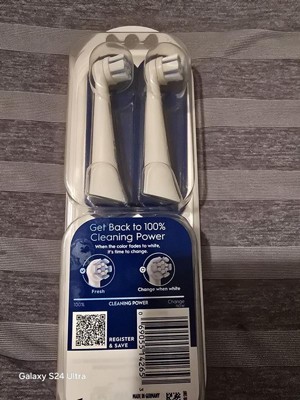 Get Back to 100%
Cleaning Power
When the color fades to white,
it's time to change.
Fresh
Change when white
100%
CLEANING POWER
Change
REGISTER
& SAVE
MADE IN GERMANY
Galaxy S24 Ultra